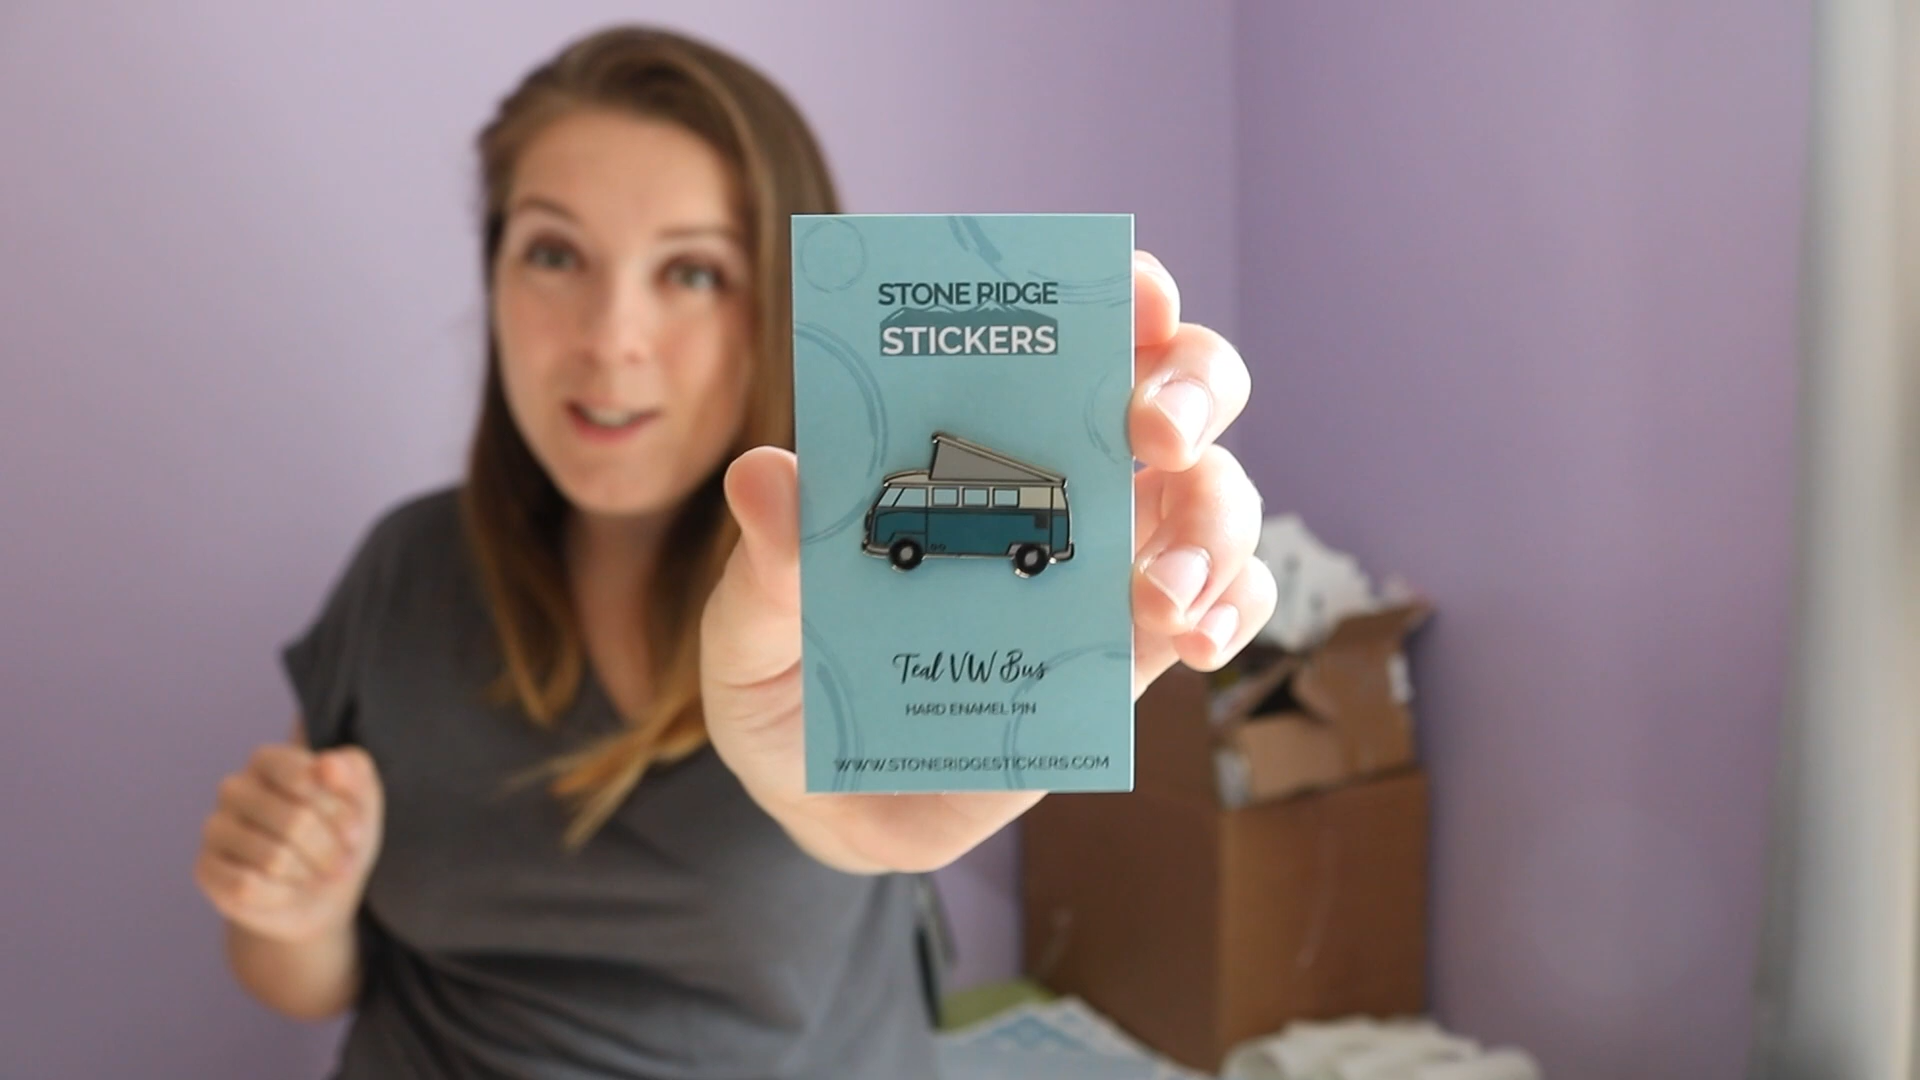 STONE RIDGE
STICKERS
Teal VW Bus
HARD ENAMEL PIN
WWW.STONERIDGESTICKERS.COM